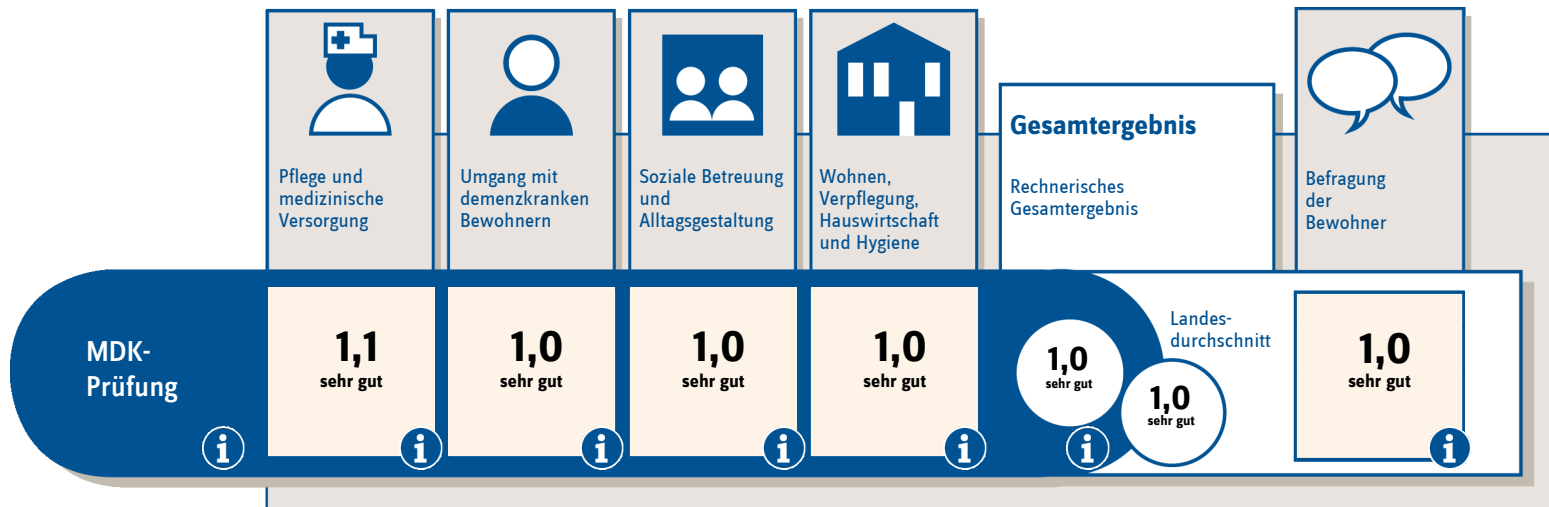 Pflege und
medizinische
Versorgung
Umgang mit
demenzkranken
Bewohnern
Soziale Betreuung
und
Alltagsgestaltung
Wohnen,
Verpflegung,
Hauswirtschaft
und Hygiene
Gesamtergebnis
Rechnerisches
Gesamtergebnis
Befragung
der
Bewohner
MDK-
Prüfung
i
1,1
sehr gut
i
1,0
sehr gut
i
1,0
sehr gut
i
1,0
sehr gut
i
1,0
sehr gut
i
Landes-
durchschnitt
1,0
sehr gut
1,0
sehr gut
i